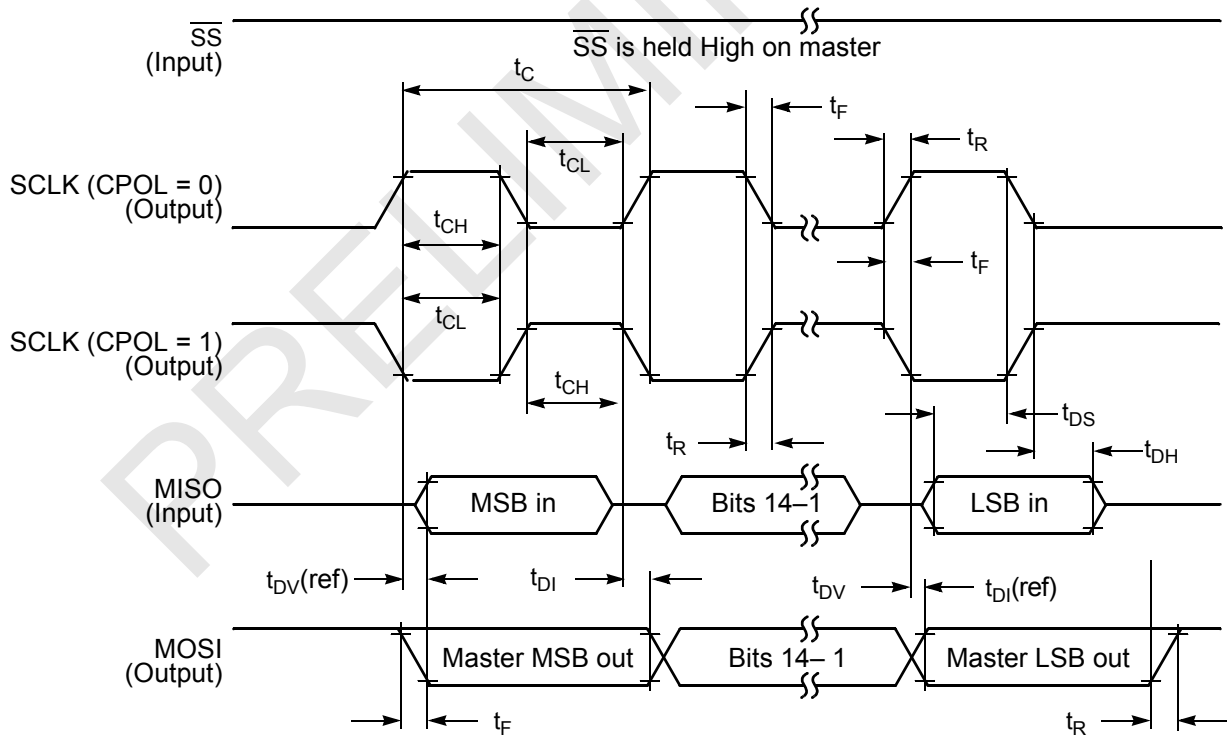 SS
(Input)
SS is held High on master
tC
tF
tR
tCL
SCLK (CPOL = 0)
(Output)
tCH
tF
tCL
SCLK (CPOL = 1)
(Output)
tCH
tDS
tR
tDH
MISO
(Input)
MSB in
Bits 14–1
LSB in
tDV(ref)
tDI
tDV
tDI(ref)
MOSI
(Output)
Master MSB out
Bits 14– 1
Master LSB out
tF
tR